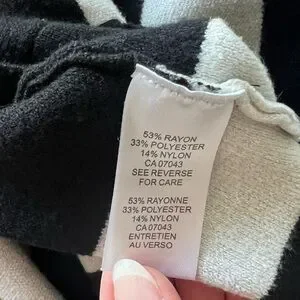 53% RAYON
33% POLYESTER
14% NYLON
CA 07043
SEE REVERSE
FOR CARE
53% RAYONNE
33% POLYESTER
14% NYLON
CA 07043
ENTRETIEN
AU VERSO